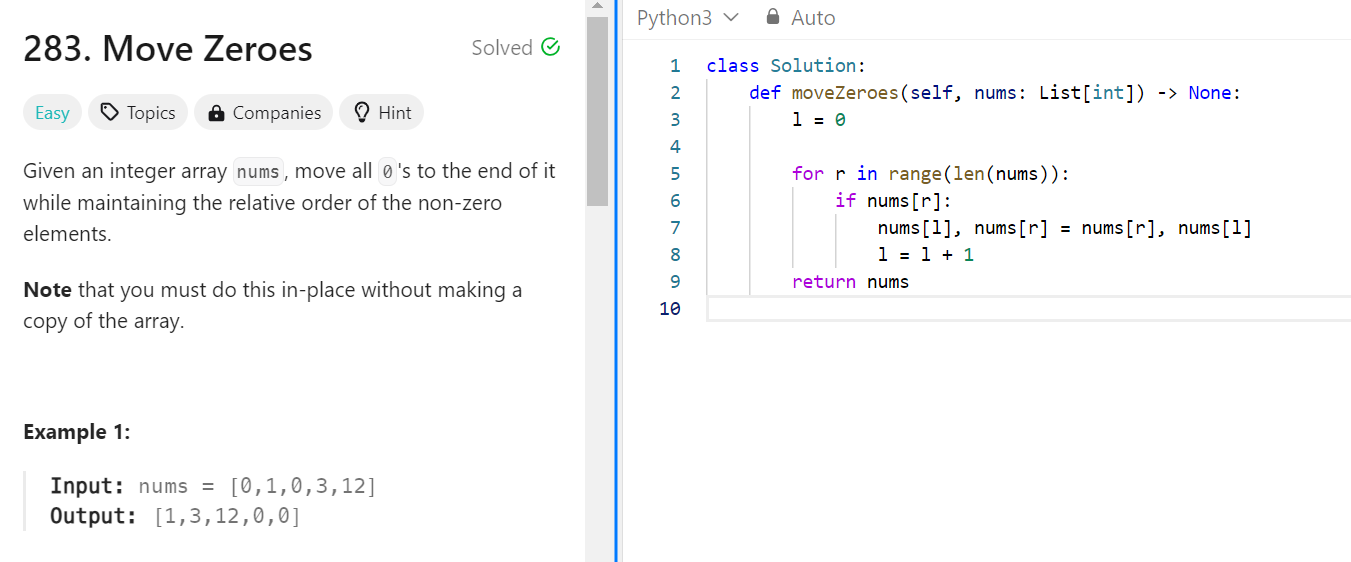 283. Move Zeroes
Solved
Easy
Topics
Companies
Hint
Given an integer array nums, move all 0's to the end of it
while maintaining the relative order of the non-zero
elements.
Note that you must do this in-place without making a
copy of the array.
Example 1:
Input: nums = [0,1,0,3,12]
Output: [1,3,12,0,0]
Python3
Auto
1 class Solution:
2     def moveZeroes(self, nums: List[int]) -> None:
3         l = 0
4
5         for r in range(len(nums)):
6             if nums[r]:
7                 nums[l], nums[r] = nums[r], nums[l]
8                 l = l + 1
9         return nums
10